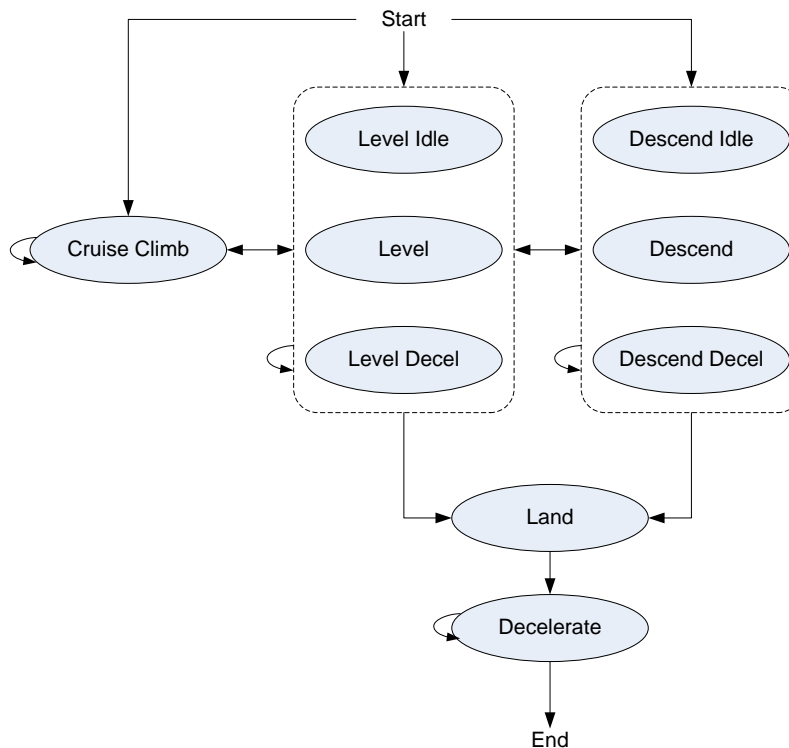 Start
Level Idle
Descend Idle
Cruise Climb
Level
Descend
Level Decel
Descend Decel
Land
Decelerate
End